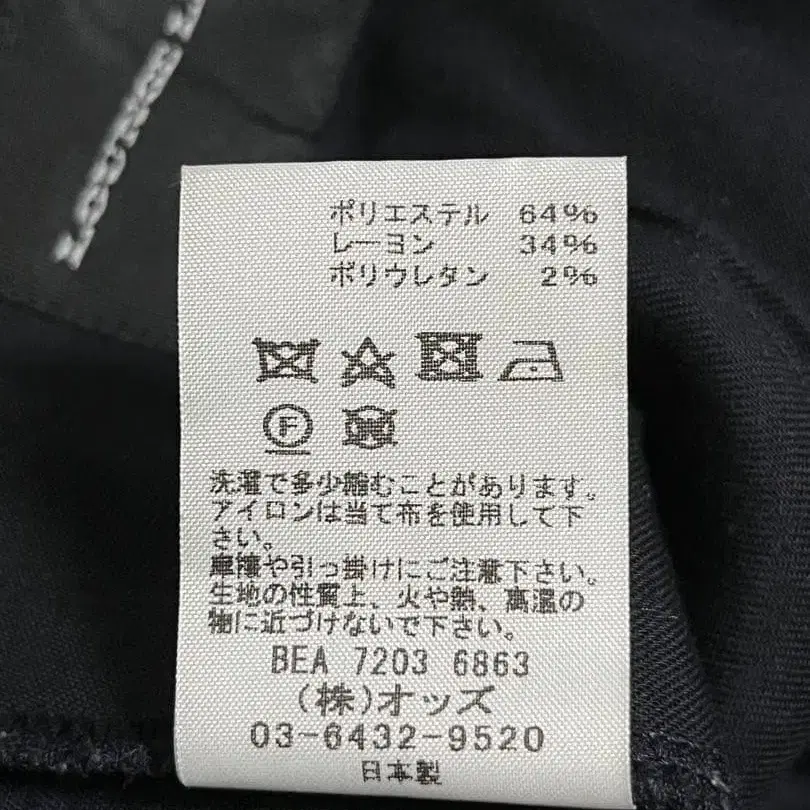 LOUNGE L
ポリエステル 64%
レーヨン 34%
ポリウレタン 2%
F
W
洗濯で多少縮むことがあります。
アイロンは当て布を使用して下
さい。
摩擦や引っ掛けにご注意下さい。
生地の性質上、火や熱、高温の
物に近づけないで下さい。
BEA 7203 6863
(株)オッズ
03-6432-9520
日本製